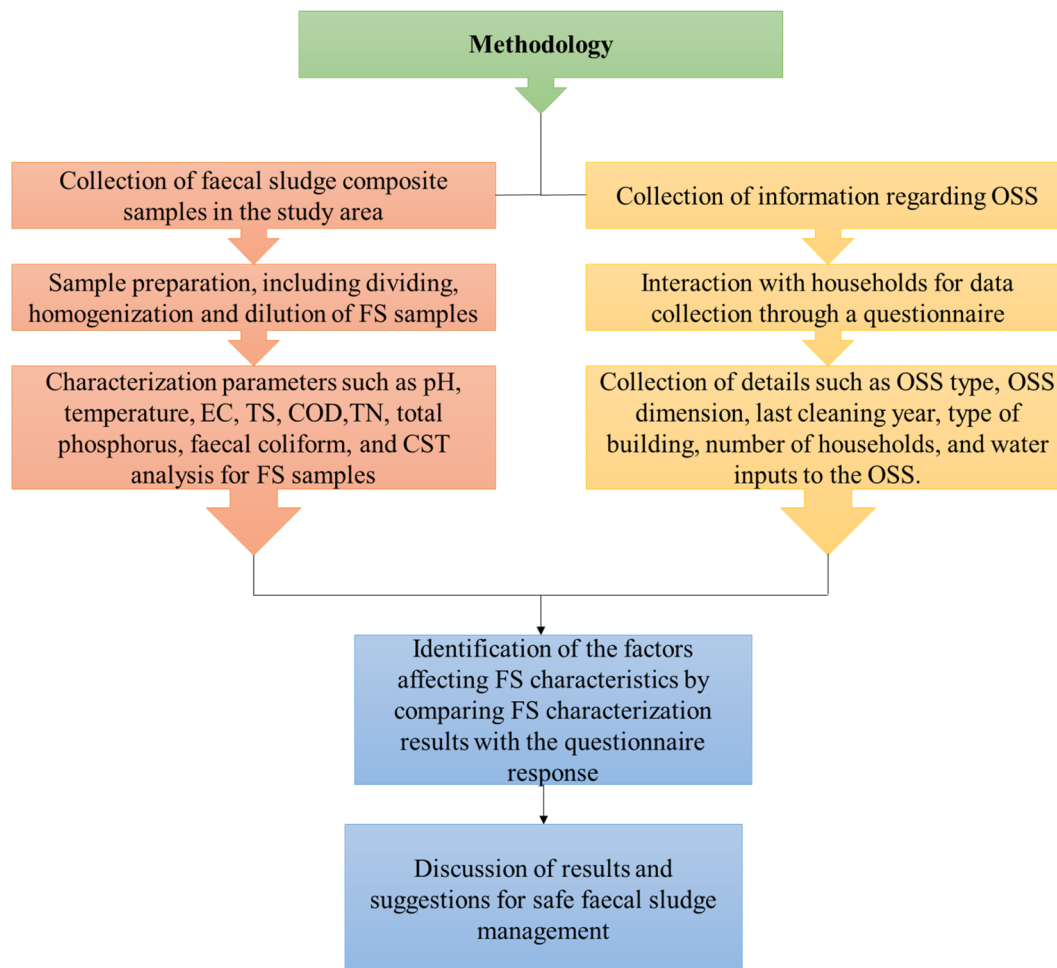 Methodology
Collection of faecal sludge composite
samples in the study area
Collection of information regarding OSS
Sample preparation, including dividing,
homogenization and dilution of FS samples
Interaction with households for data
collection through a questionnaire
Characterization parameters such as pH,
temperature, EC, TS, COD,TN, total
phosphorus, faecal coliform, and CST
analysis for FS samples
Collection of details such as OSS type, OSS
dimension, last cleaning year, type of
building, number of households, and water
inputs to the OSS.
Identification of the factors
affecting FS characteristics by
comparing FS characterization
results with the questionnaire
response
Discussion of results and
suggestions for safe faecal sludge
management